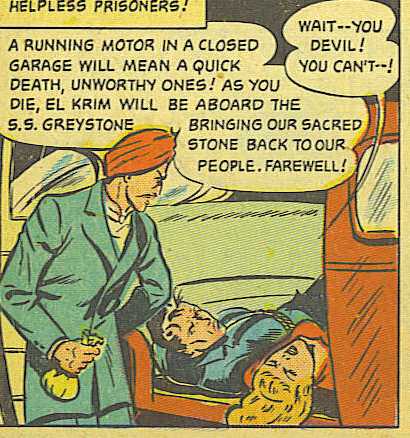 HELPLESS PRISONERS!
A RUNNING MOTOR IN A CLOSED
GARAGE WILL MEAN A QUICK
DEATH, UNWORTHY ONES! AS YOU
DIE, EL KRIM WILL BE ABOARD THE
S.S. GREYSTONE BRINGING OUR SACRED
STONE BACK TO OUR
PEOPLE. FAREWELL!
WAIT--YOU
DEVIL!
YOU CAN'T--!